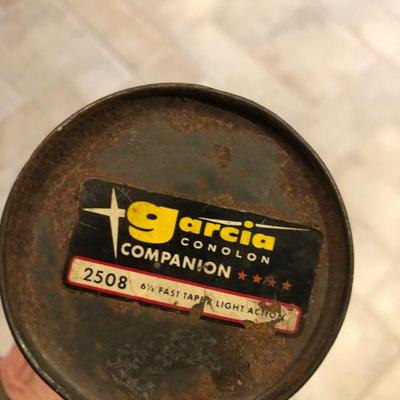 garcia
CONOLON
COMPANION ★★★★
2508 6½ FAST TAPER LIGHT ACTION